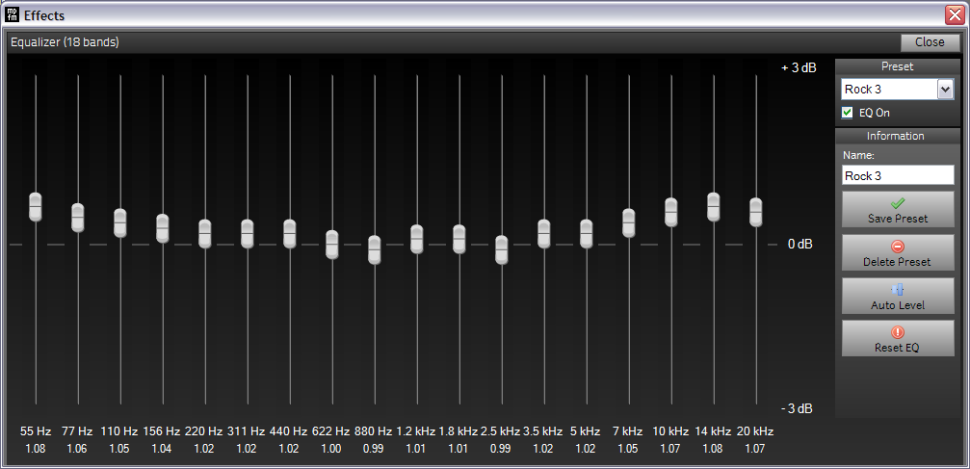 mp fm Effects
Equalizer (18 bands) Close
+ 3 dB
0 dB
- 3 dB
55 Hz 77 Hz 110 Hz 156 Hz 220 Hz 311 Hz 440 Hz 622 Hz 880 Hz 1.2 kHz 1.8 kHz 2.5 kHz 3.5 kHz 5 kHz 7 kHz 10 kHz 14 kHz 20 kHz
1.08 1.06 1.05 1.04 1.02 1.02 1.02 1.00 0.99 1.01 1.01 0.99 1.02 1.02 1.05 1.07 1.08 1.07
Preset
Rock 3
EQ On
Information
Name:
Rock 3
Save Preset
Delete Preset
Auto Level
Reset EQ